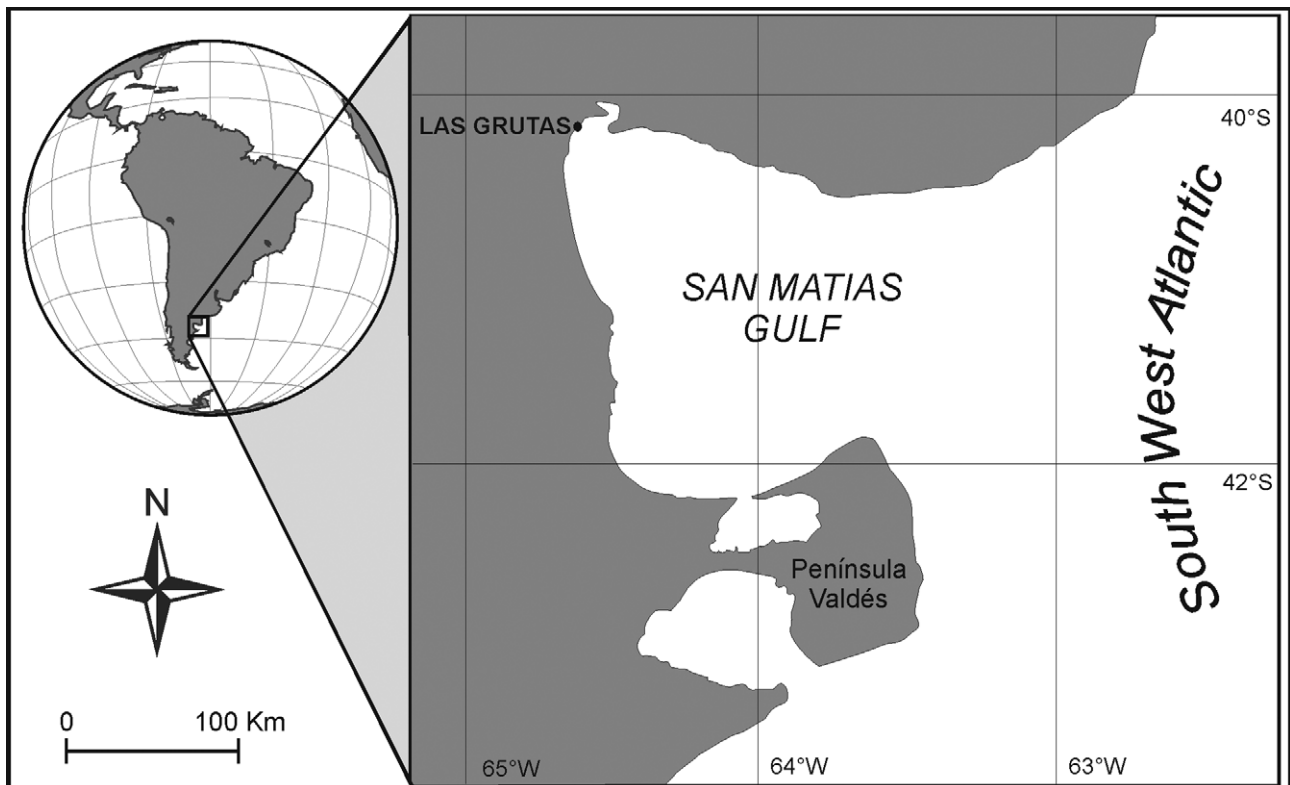 LAS GRUTAS
40°S
SAN MATIAS
GULF
South West Atlantic
42°S
Península
Valdés
N
0 100 Km
65°W 64°W 63°W